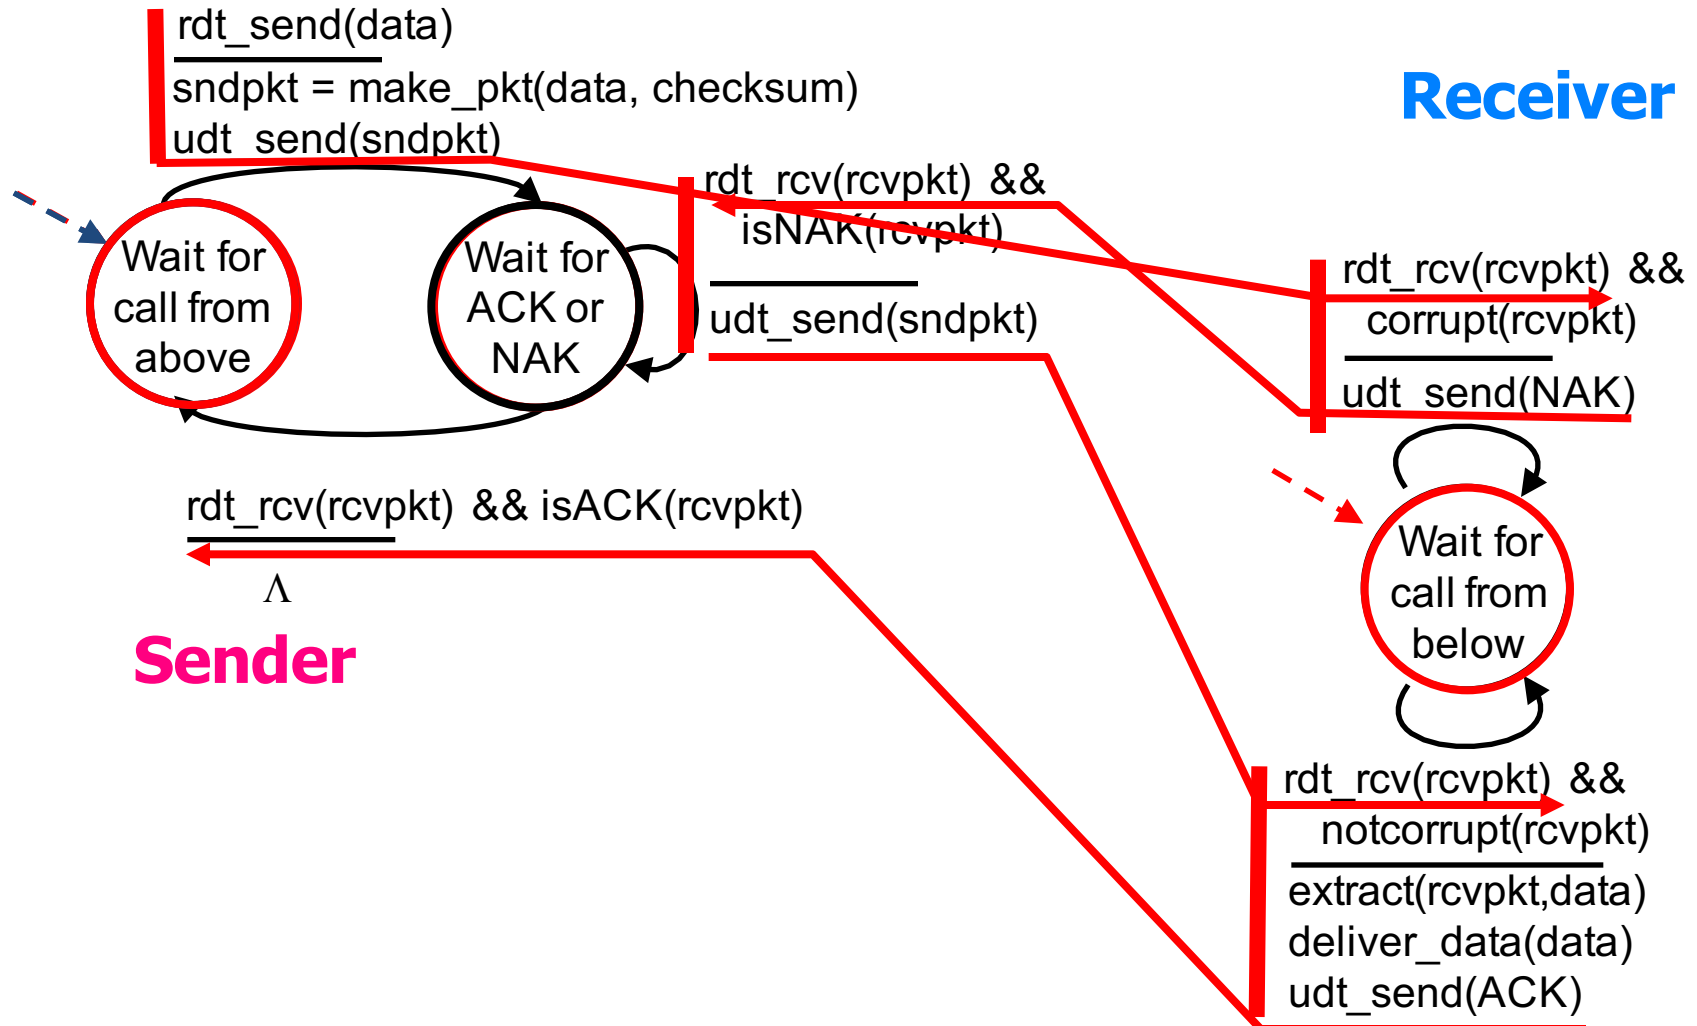 rdt_send(data)
sndpkt = make_pkt(data, checksum)
udt_send(sndpkt)
Receiver
rdt_rcv(rcvpkt) &&
isNAK(rcvpkt)
udt_send(sndpkt)
Wait for
call from
above
Wait for
ACK or
NAK
rdt_rcv(rcvpkt) &&
corrupt(rcvpkt)
udt_send(NAK)
rdt_rcv(rcvpkt) && isACK(rcvpkt)
Λ
Sender
Wait for
call from
below
rdt_rcv(rcvpkt) &&
notcorrupt(rcvpkt)
extract(rcvpkt,data)
deliver_data(data)
udt_send(ACK)